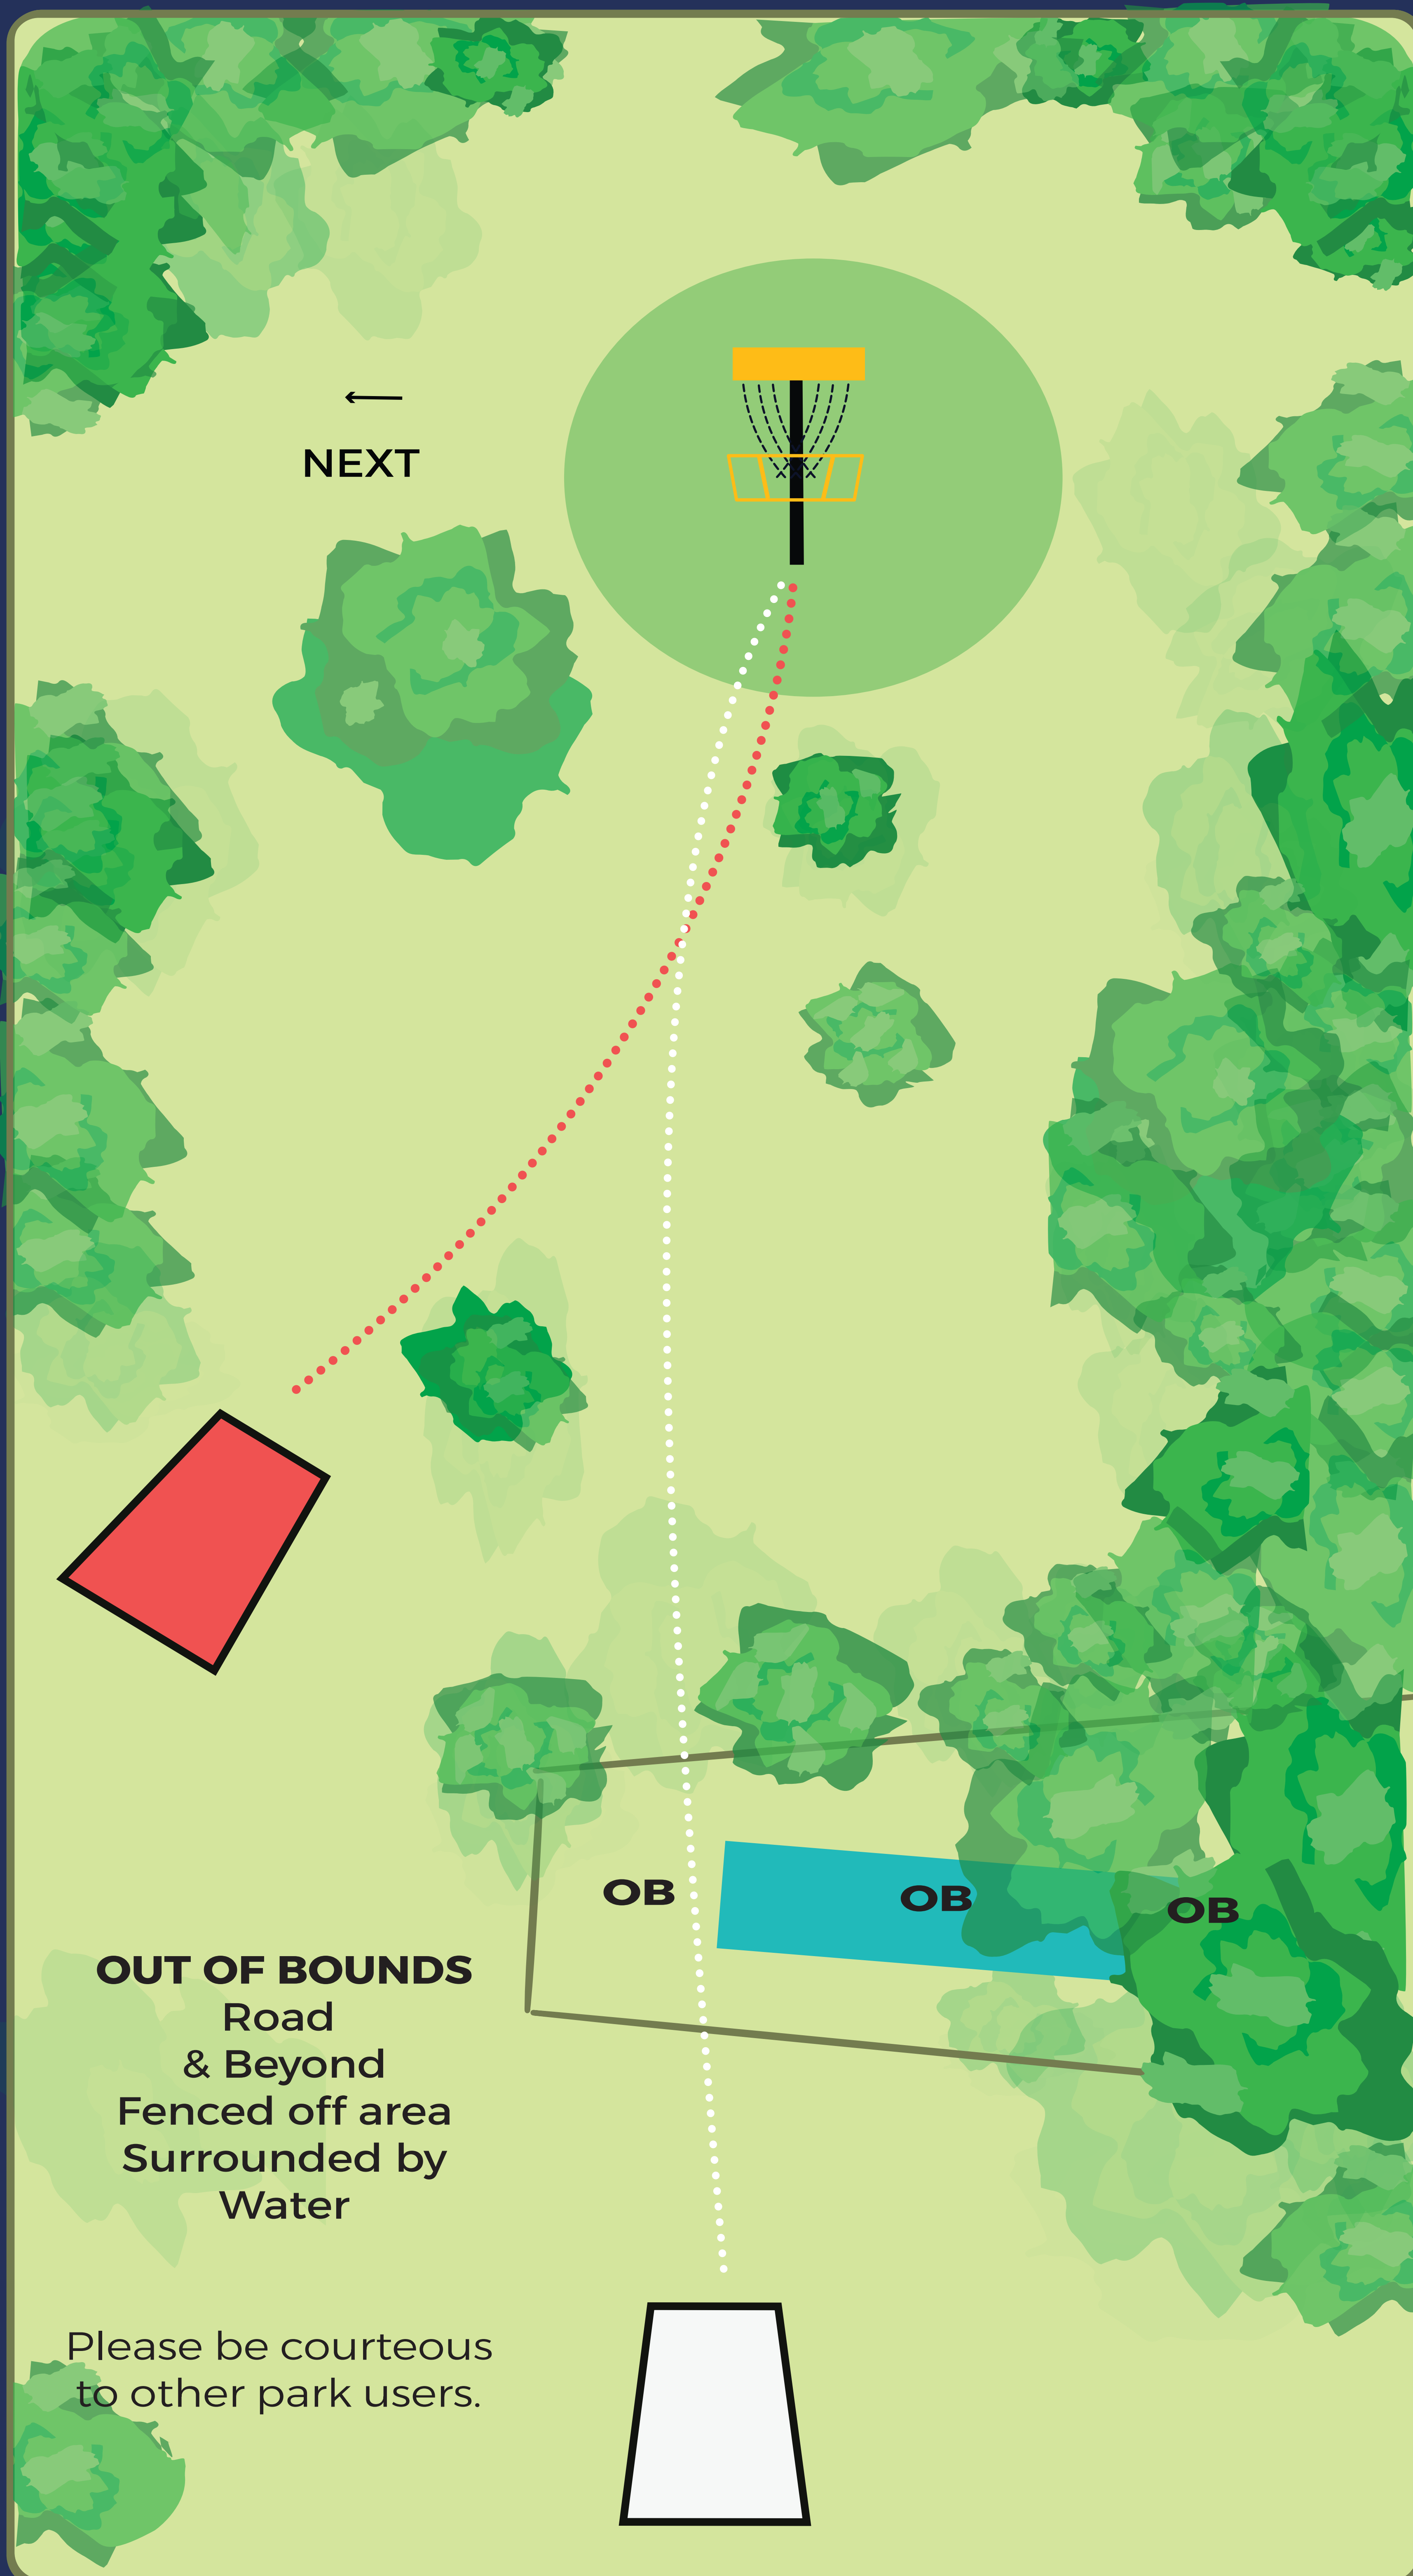 NEXT
OB
OB
OB
OUT OF BOUNDS
Road
& Beyond
Fenced off area
Surrounded by
Water
Please be courteous
to other park users.